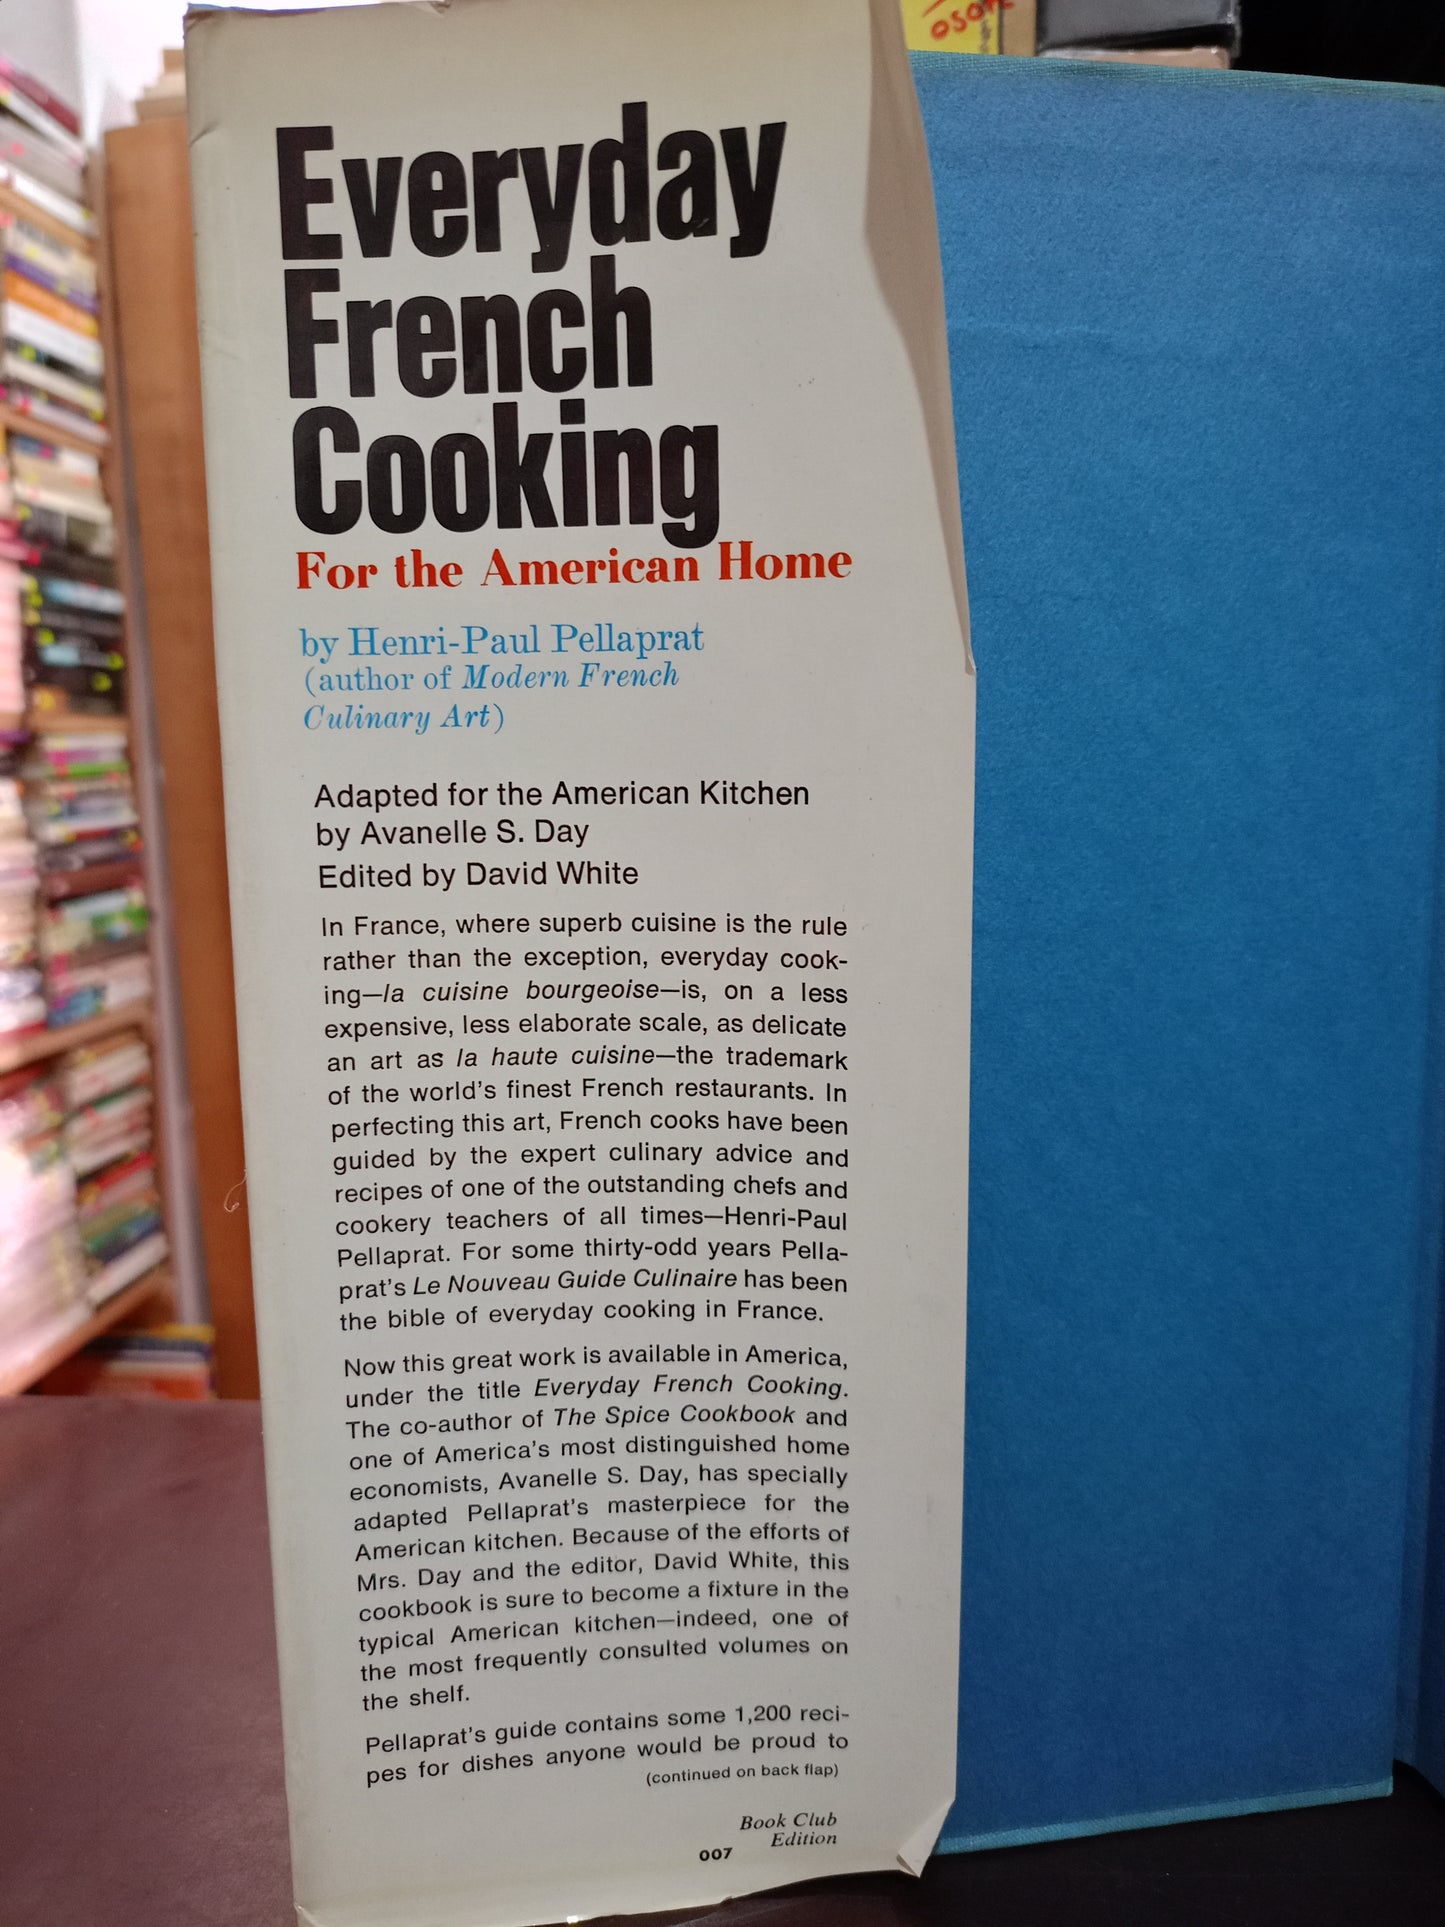 OSON
Everyday
French
Cooking
For the American Home
by Henri-Paul Pellaprat
(author of Modern French
Culinary Art)
Adapted for the American Kitchen
by Avanelle S. Day
Edited by David White
In France, where superb cuisine is the rule
rather than the exception, everyday cook-
ing—la cuisine bourgeoise—is, on a less
expensive, less elaborate scale, as delicate
an art as la haute cuisine—the trademark
of the world's finest French restaurants. In
perfecting this art, French cooks have been
guided by the expert culinary advice and
recipes of one of the outstanding chefs and
cookery teachers of all times—Henri-Paul
Pellaprat. For some thirty-odd years Pella-
prat's Le Nouveau Guide Culinaire has been
the bible of everyday cooking in France.
Now this great work is available in America,
under the title Everyday French Cooking.
The co-author of The Spice Cookbook and
one of America's most distinguished home
economists, Avanelle S. Day, has specially
adapted Pellaprat's masterpiece for the
American kitchen. Because of the efforts of
Mrs. Day and the editor, David White, this
cookbook is sure to become a fixture in the
typical American kitchen—indeed, one of
the most frequently consulted volumes on
the shelf.
Pellaprat's guide contains some 1,200 reci-
pes for dishes anyone would be proud to
(continued on back flap)
Book Club
Edition
007